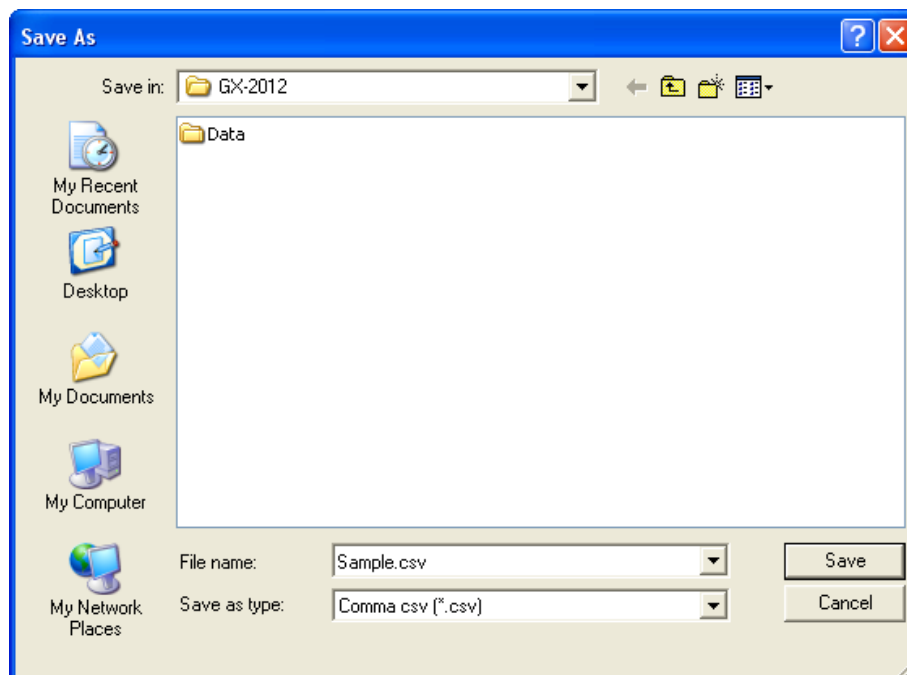 Save As
Save in: GX-2012
Data
My Recent
Documents
Desktop
My Documents
My Computer
My Network
Places
File name: Sample.csv Save
Save as type: Comma csv (*.csv) Cancel